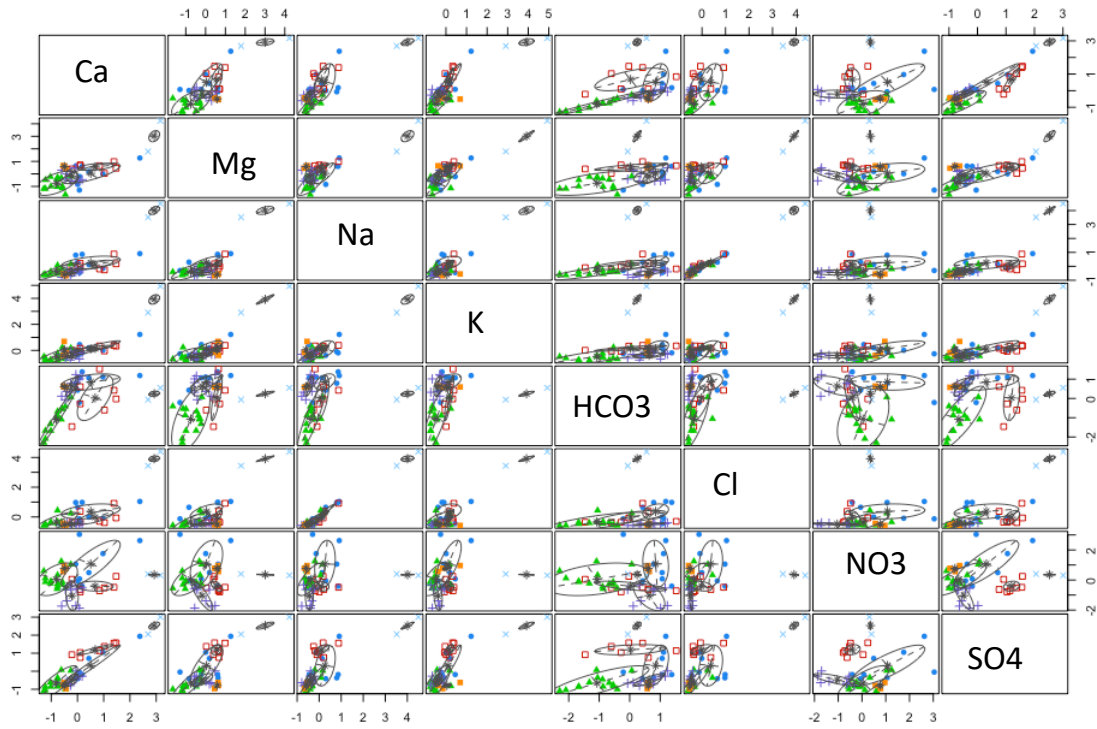 -1 0 1 2 3 4 0 1 2 3 4 5 0 1 2 3 4 -1 0 1 2 3
Ca 3 1 -1
3 1 -1 Mg
Na 3 1 -1
4 2 0 K
HCO3 1 0 -2
4 2 0 Cl
NO3 2 1 0 -2
3 2 1 -1 SO4
-1 0 1 2 3 -1 0 1 2 4 -2 -1 0 1 -2 -1 0 1 2 3